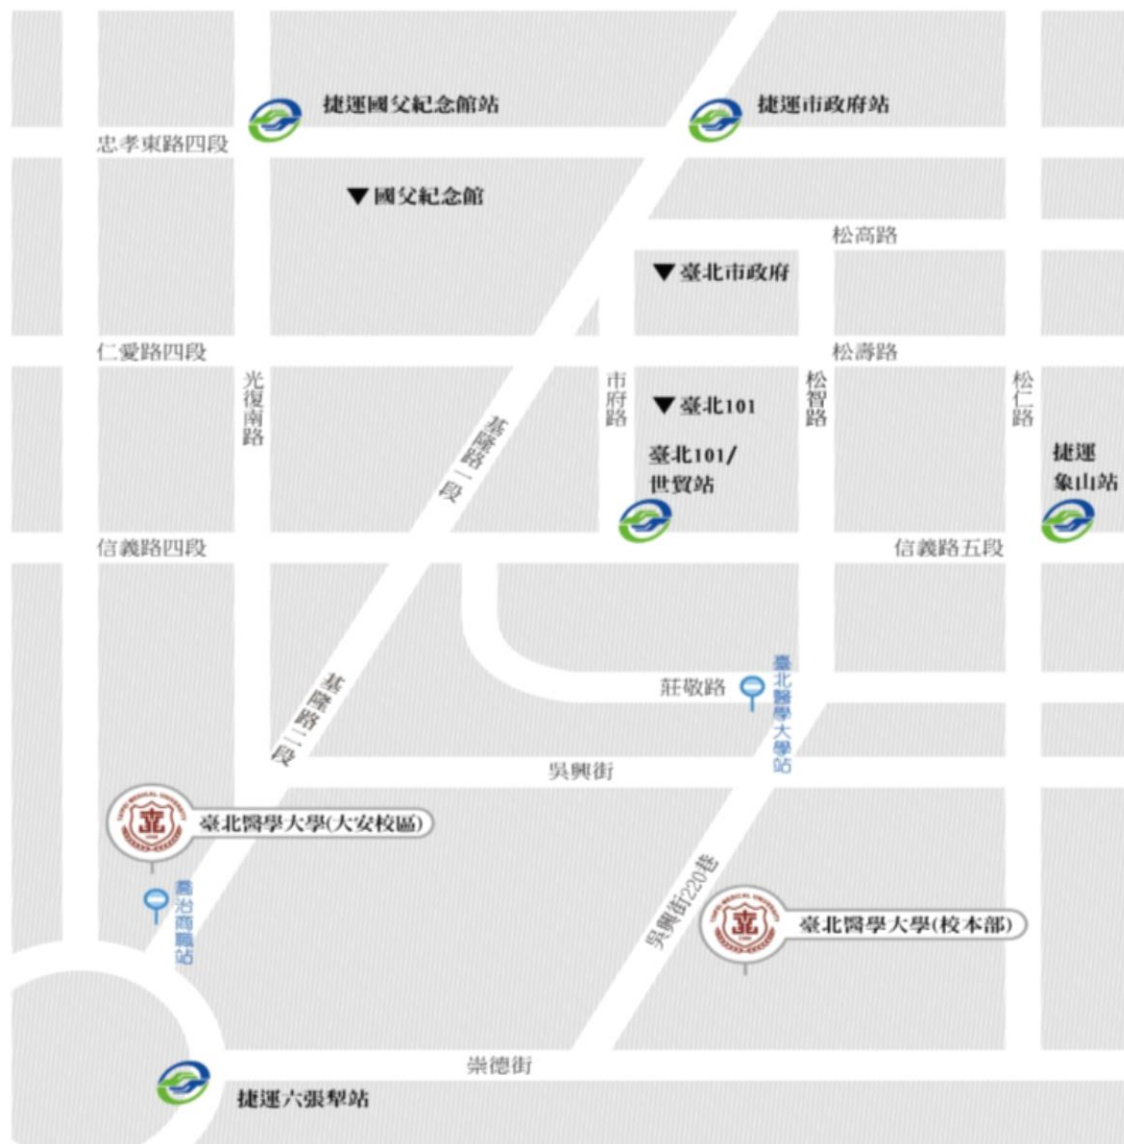 捷運國父紀念館站
捷運市政府站
忠孝東路四段
▼國父紀念館
松高路
▼臺北市政府
仁愛路四段
松壽路
光復南路
市府路
松智路
松仁路
▼臺北101
基隆路一段
臺北101/
世貿站
捷運
象山站
信義路四段
信義路五段
臺北醫學大學站
莊敬路
基隆路二段
吳興街
TAIPEI MEDICAL UNIVERSITY
臺北醫學大學(大安校區)
吳興街220巷
喬治商職站
TAIPEI MEDICAL UNIVERSITY
臺北醫學大學(校本部)
崇德街
捷運六張犁站